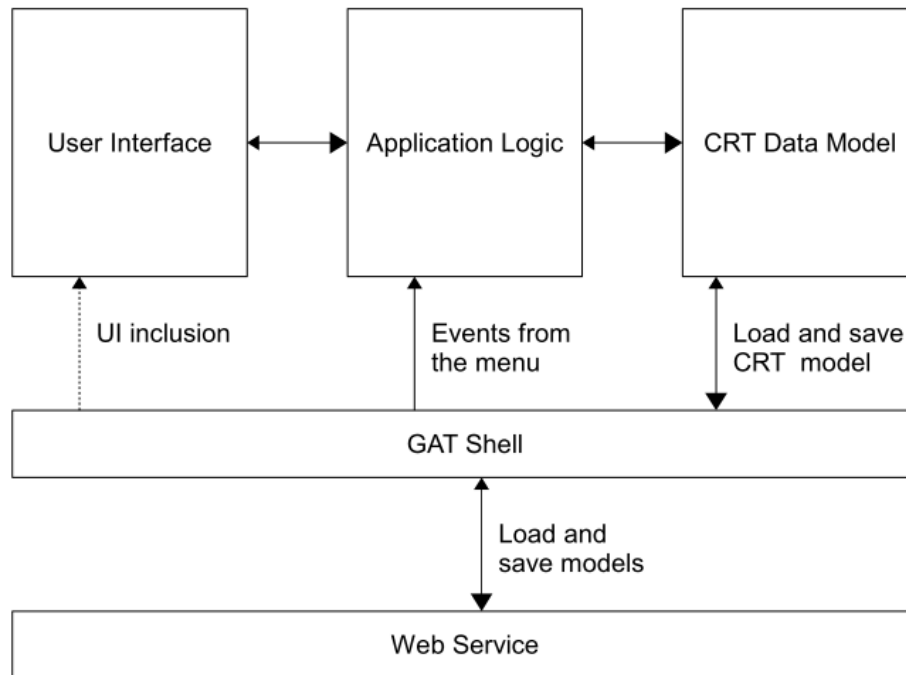 User Interface
Application Logic
CRT Data Model
UI inclusion
Events from
the menu
Load and save
CRT model
GAT Shell
Load and
save models
Web Service